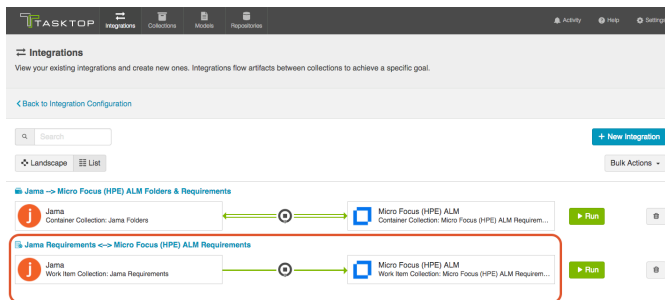 TASKTOP
Integrations
Collections
Models
Repositories
Activity
Help
Settings
Integrations
View your existing integrations and create new ones. Integrations flow artifacts between collections to achieve a specific goal.
Back to Integration Configuration
Search
+ New Integration
Landscape
List
Bulk Actions
Jama --> Micro Focus (HPE) ALM Folders & Requirements
Jama
Container Collection: Jama Folders
Micro Focus (HPE) ALM
Container Collection: Micro Focus (HPE) ALM Requirem...
Run
Jama Requirements <--> Micro Focus (HPE) ALM Requirements
Jama
Work Item Collection: Jama Requirements
Micro Focus (HPE) ALM
Work Item Collection: Micro Focus (HPE) ALM Requirem...
Run